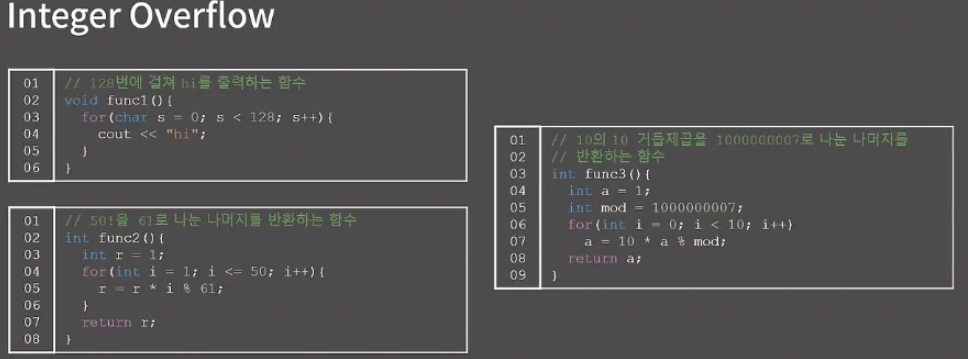 Integer Overflow
01 // 128번에 걸쳐 hi를 출력하는 함수
02 void func1(){
03 for(char s = 0; s < 128; s++){
04 cout << "hi";
05 }
06 }
01 // 50!을 61로 나눈 나머지를 반환하는 함수
02 int func2(){
03 int r = 1;
04 for(int i = 1; i <= 50; i++){
05 r = r * i % 61;
06 }
07 return r;
08 }
01 // 10의 10 거듭제곱을 1000000007로 나눈 나머지를
02 // 반환하는 함수
03 int func3(){
04 int a = 1;
05 int mod = 1000000007;
06 for(int i = 0; i < 10; i++)
07 a = 10 * a % mod;
08 return a;
09 }